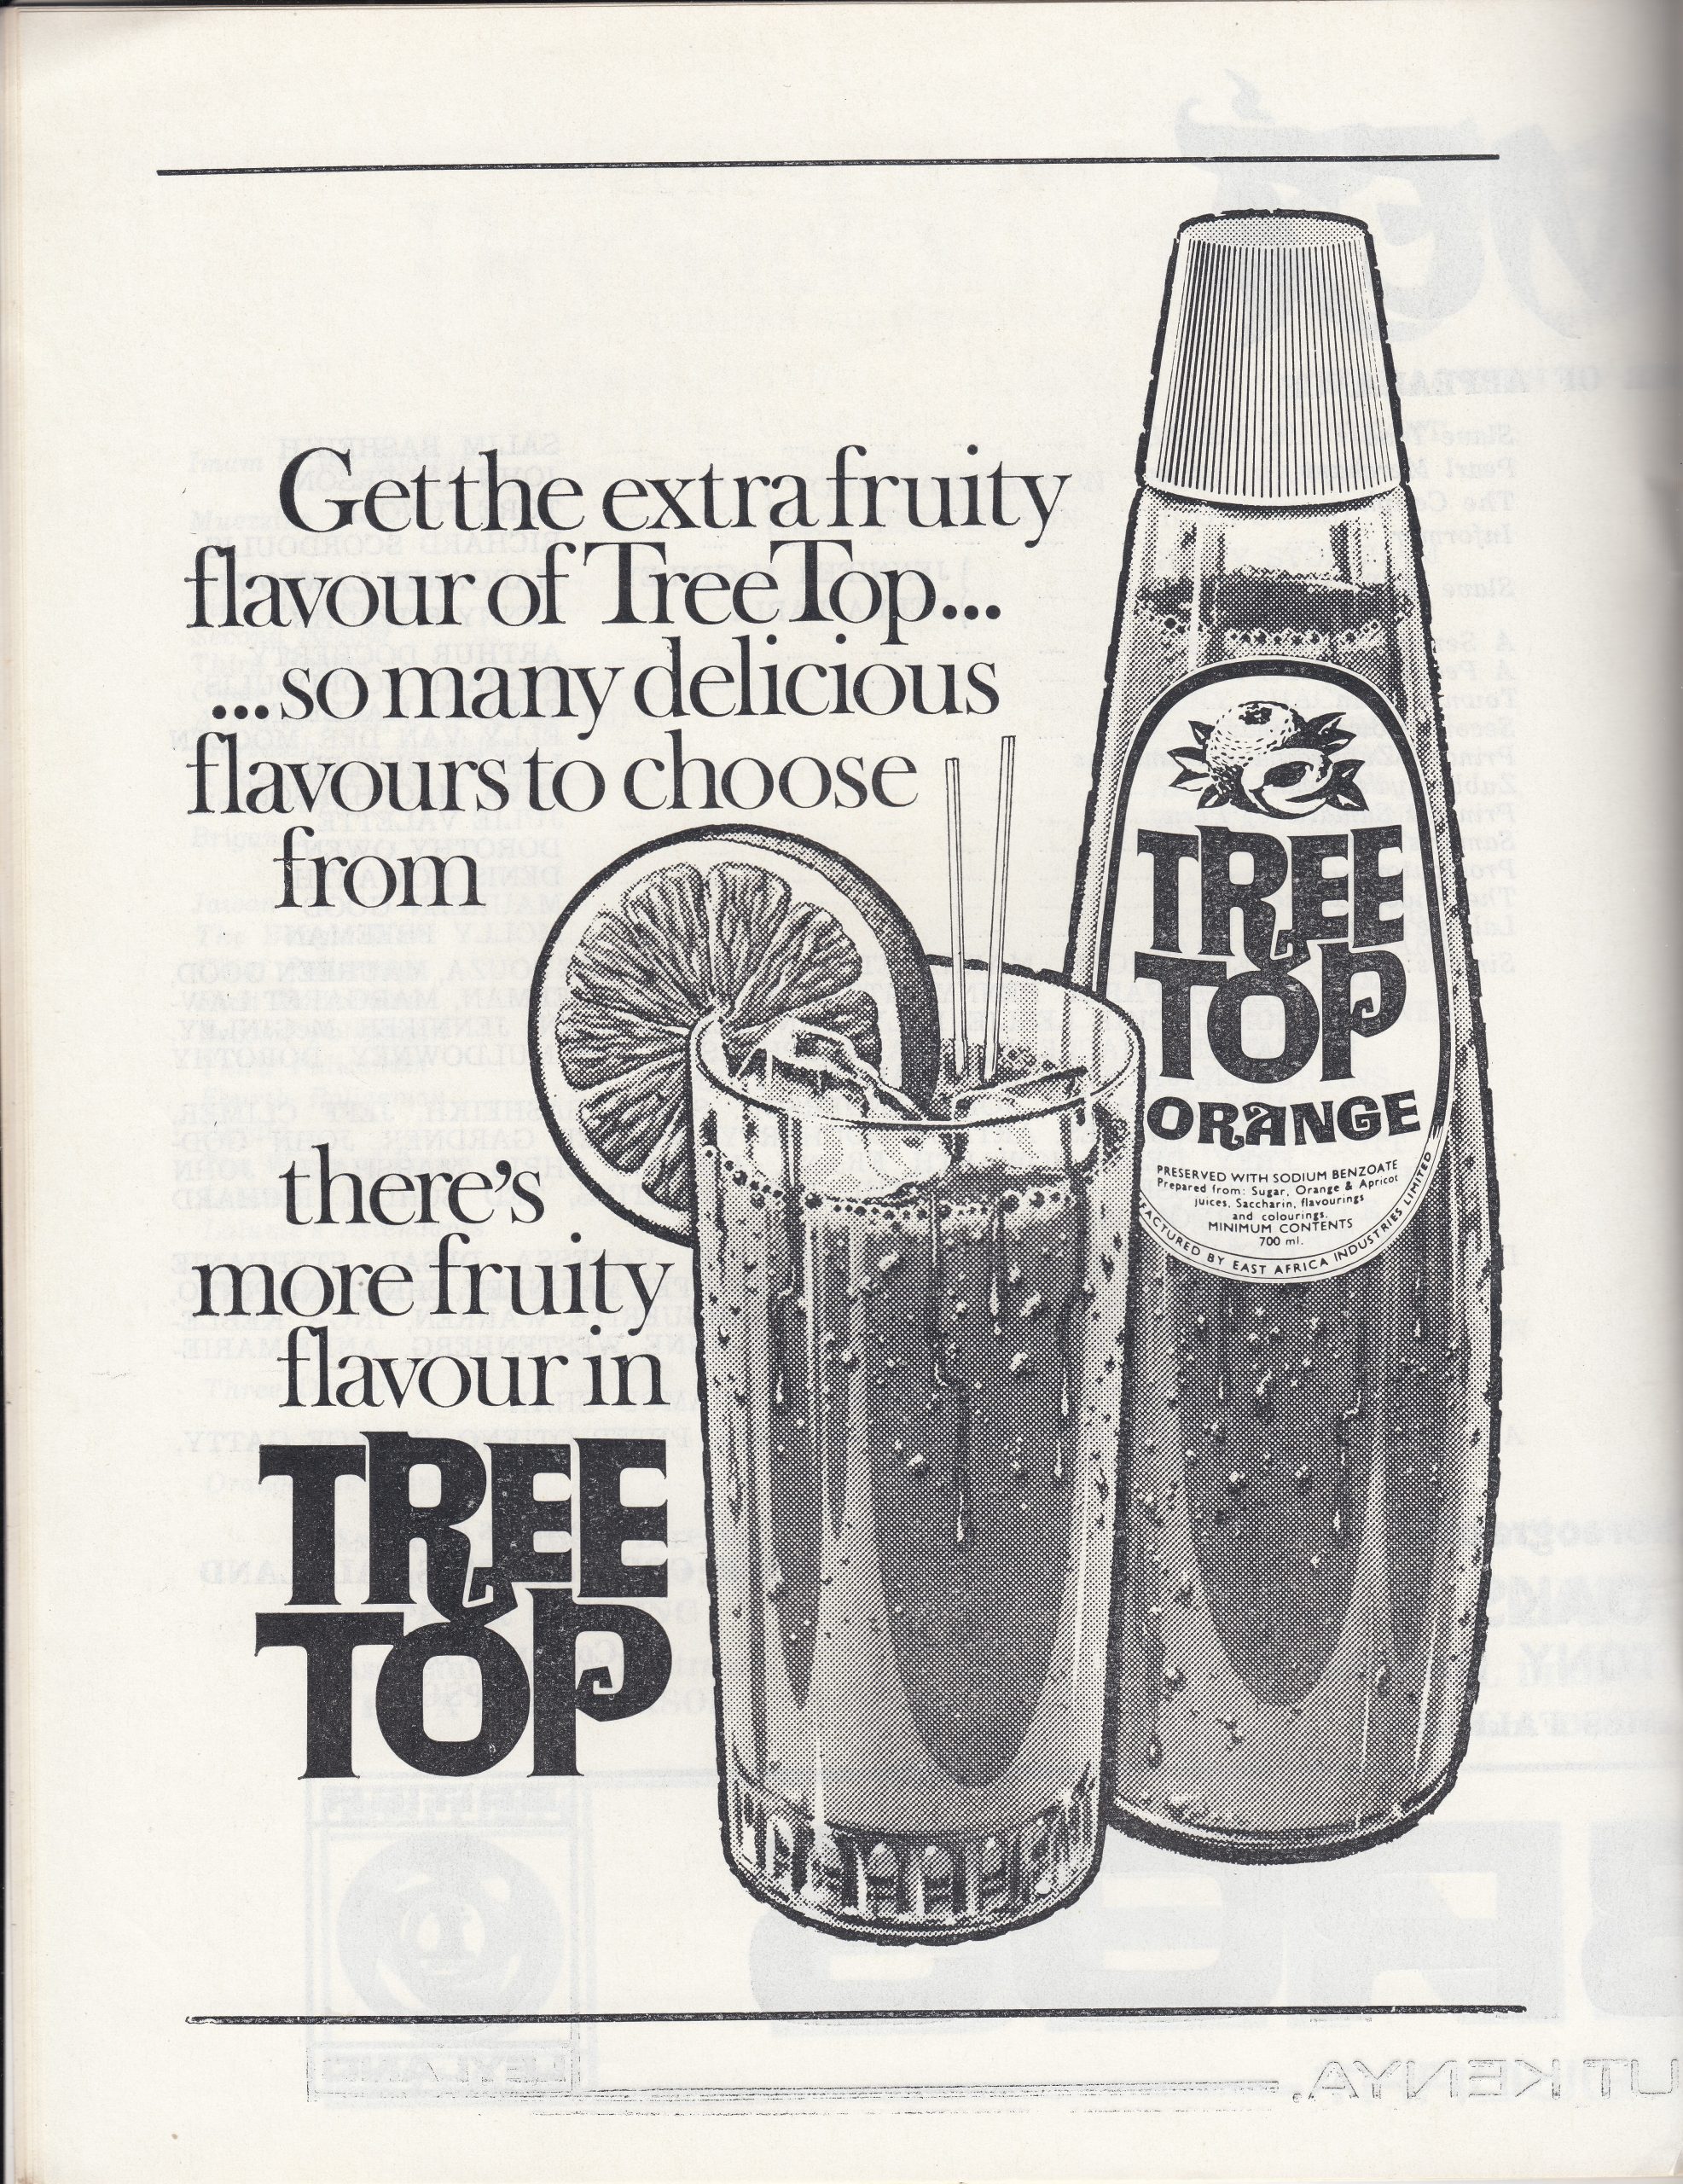 Get the extra fruity
flavour of Tree Top...
...so many delicious
flavours to choose
from
there's
more fruity
flavour in
TREE
TOP
TREE
TOP
ORANGE
PRESERVED WITH SODIUM BENZOATE
Prepared from: Sugar, Orange & Apricot
juices, Saccharin, flavourings
and colourings.
MINIMUM CONTENTS
700 ml.
FACTURED BY EAST AFRICA INDUSTRIES LIMITED